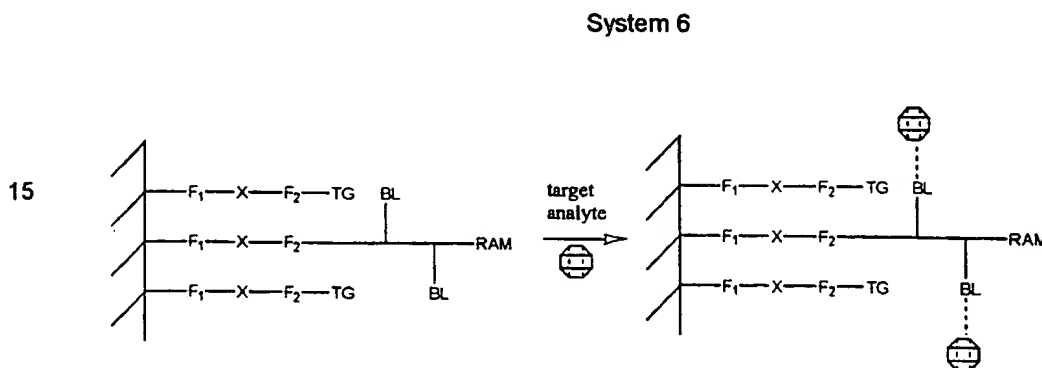 System 6
15
F₁—X—F₂—TG
BL
F₁—X—F₂
RAM
F₁—X—F₂—TG
BL
target
analyte
BL
F₁—X—F₂—TG
F₁—X—F₂
RAM
F₁—X—F₂—TG
BL